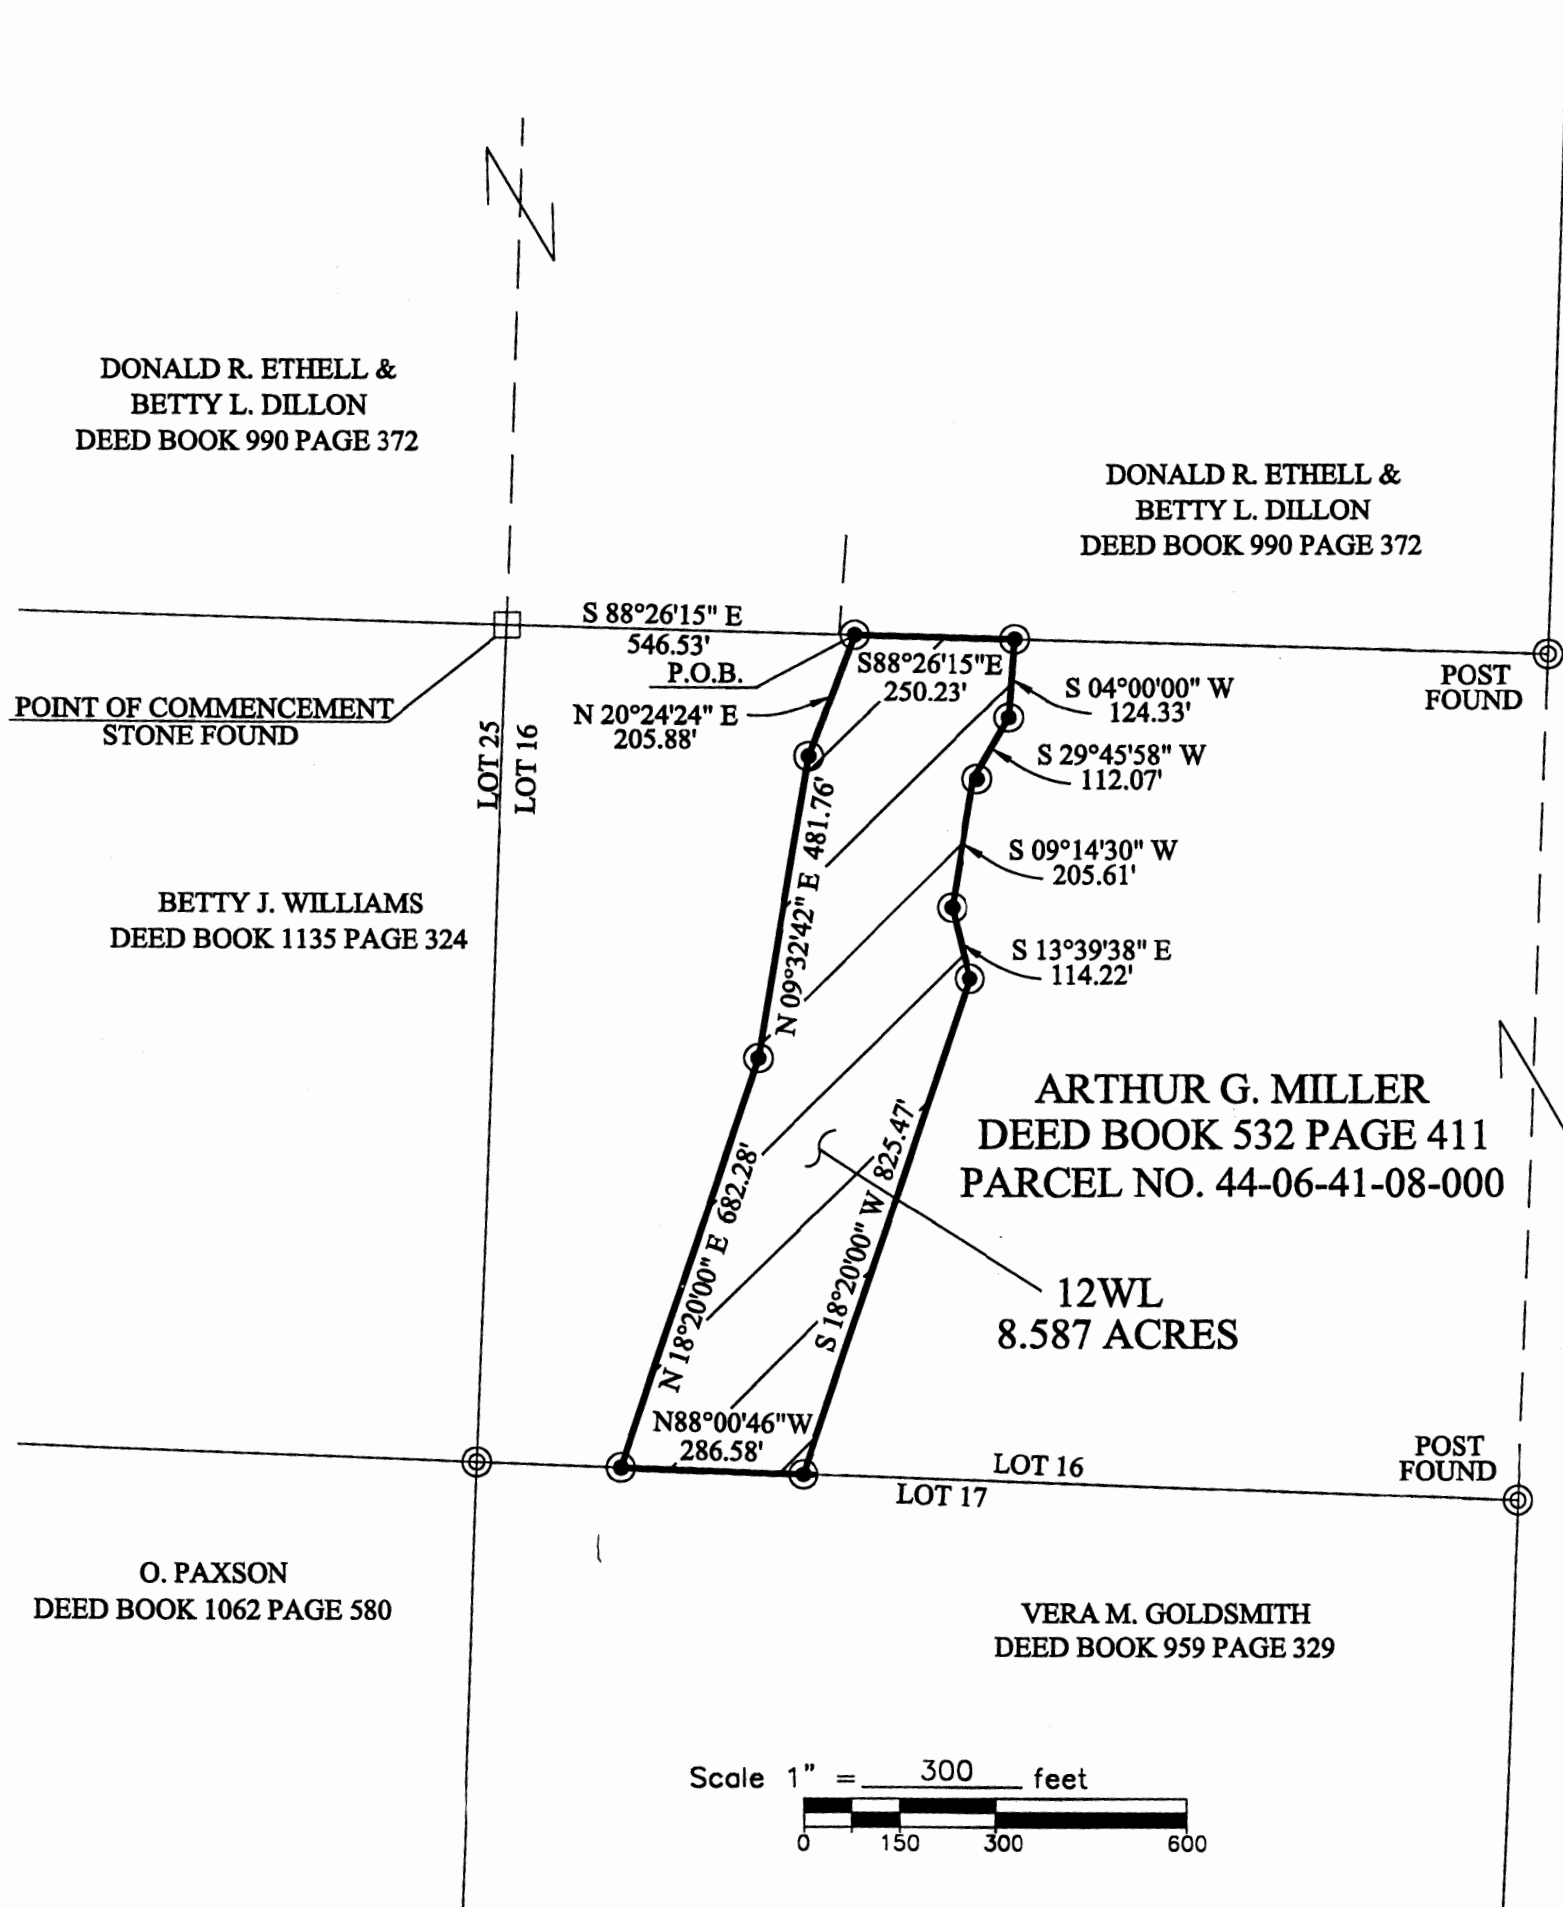 DONALD R. ETHELL &
BETTY L. DILLON
DEED BOOK 990 PAGE 372
DONALD R. ETHELL &
BETTY L. DILLON
DEED BOOK 990 PAGE 372
S 88°26'15" E
546.53'
P.O.B.
S88°26'15"E
250.23'
POST
FOUND
POINT OF COMMENCEMENT
STONE FOUND
N 20°24'24" E
205.88'
S 04°00'00" W
124.33'
S 29°45'58" W
112.07'
LOT 25
LOT 16
N 09°32'42" E 481.76'
S 09°14'30" W
205.61'
BETTY J. WILLIAMS
DEED BOOK 1135 PAGE 324
S 13°39'38" E
114.22'
ARTHUR G. MILLER
DEED BOOK 532 PAGE 411
PARCEL NO. 44-06-41-08-000
N 18°20'00" E 682.28'
S 18°20'00" W 825.47'
12WL
8.587 ACRES
N88°00'46"W
286.58'
LOT 16
LOT 17
POST
FOUND
O. PAXSON
DEED BOOK 1062 PAGE 580
VERA M. GOLDSMITH
DEED BOOK 959 PAGE 329
Scale 1" = 300 feet
0 150 300 600